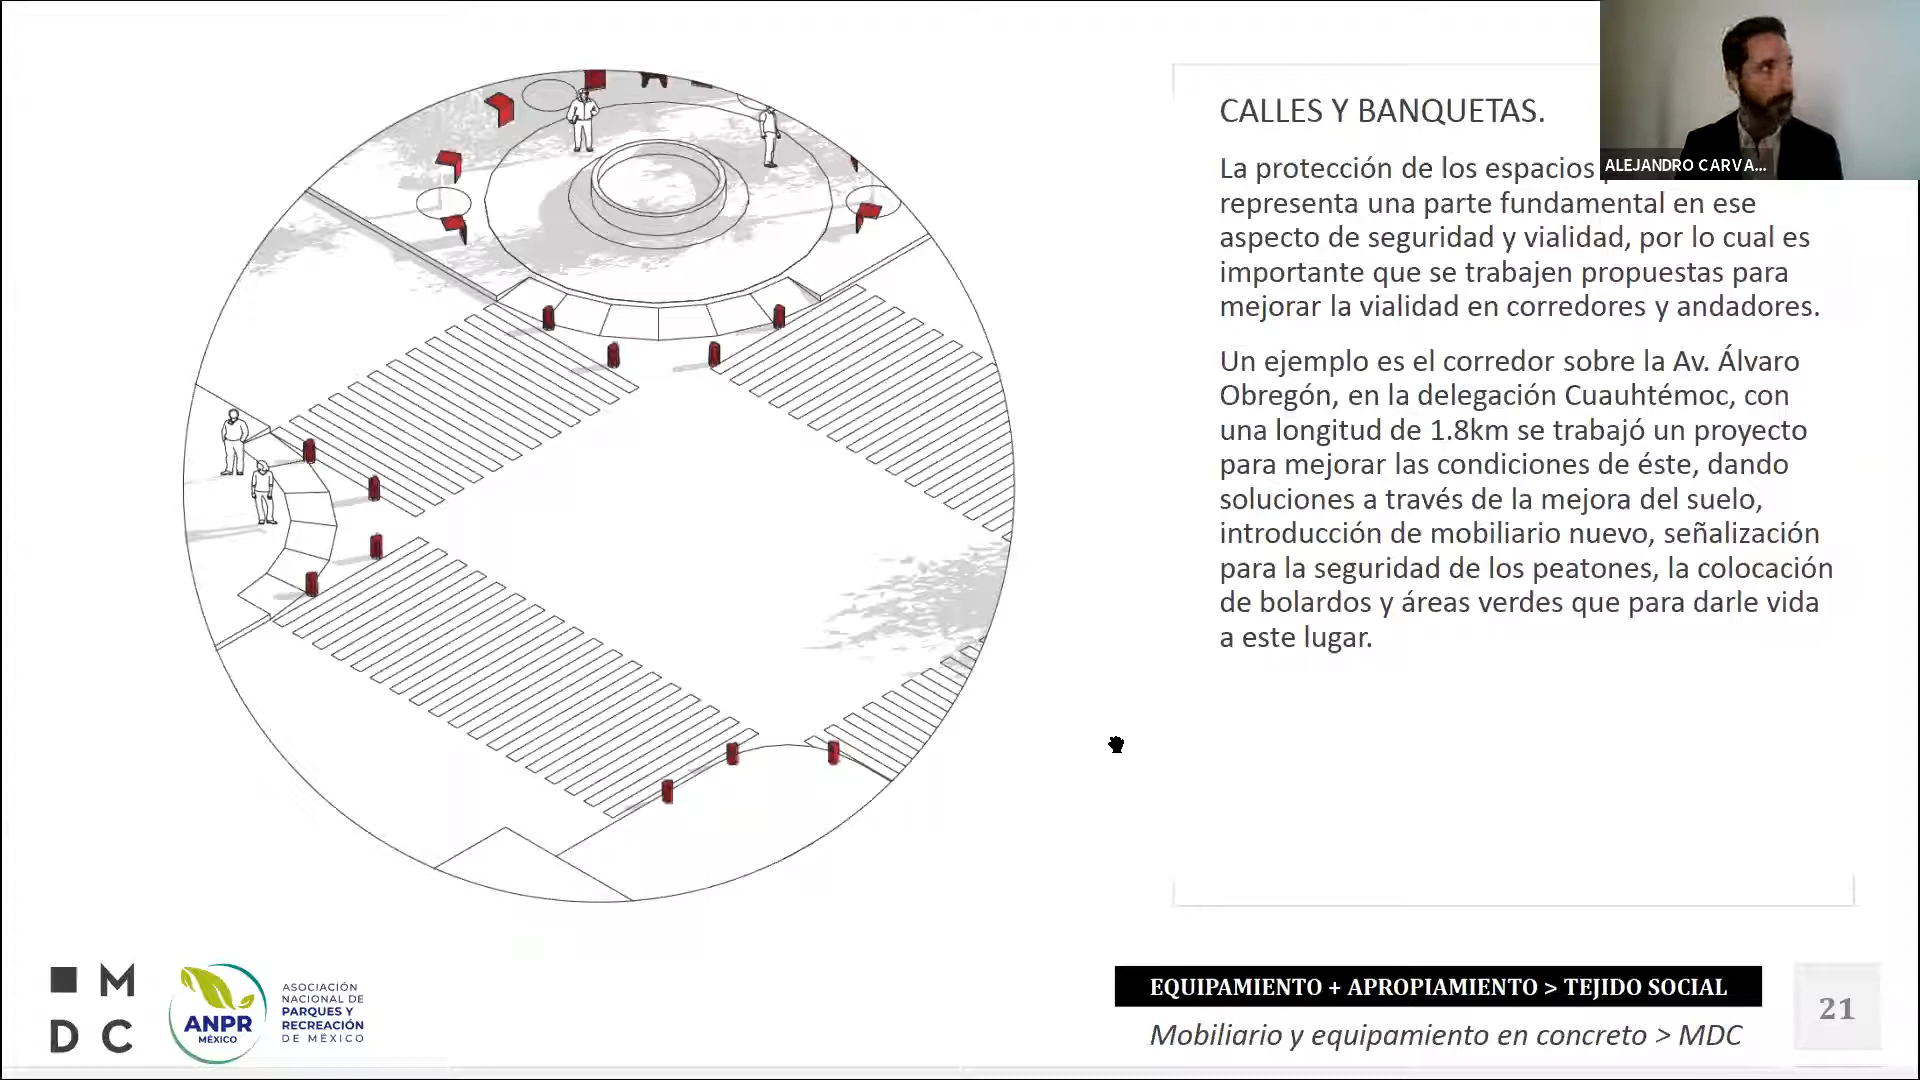 CALLES Y BANQUETAS.
La protección de los espacios
representa una parte fundamental en ese
aspecto de seguridad y vialidad, por lo cual es
importante que se trabajen propuestas para
mejorar la vialidad en corredores y andadores.
Un ejemplo es el corredor sobre la Av. Álvaro
Obregón, en la delegación Cuauhtémoc, con
una longitud de 1.8km se trabajó un proyecto
para mejorar las condiciones de éste, dando
soluciones a través de la mejora del suelo,
introducción de mobiliario nuevo, señalización
para la seguridad de los peatones, la colocación
de bolardos y áreas verdes que para darle vida
a este lugar.
ALEJANDRO CARVA...
M
D C
ANPR
MÉXICO
ASOCIACIÓN
NACIONAL DE
PARQUES Y
RECREACIÓN
DE MÉXICO
EQUIPAMIENTO + APROPIAMIENTO > TEJIDO SOCIAL
Mobiliario y equipamiento en concreto > MDC
21